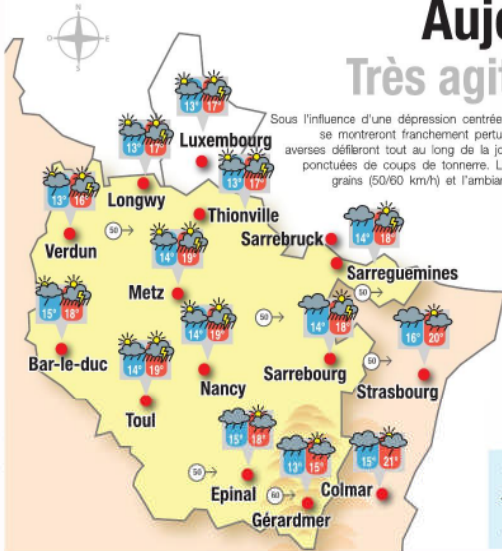 Aujo
Très agit
Sous l'influence d'une dépression centrée
se montreront franchement pertu
averses défileront tout au long de la jo
ponctuées de coups de tonnerre. L
grains (50/60 km/h) et l'ambian
N
O E
S
13° 17°
Luxembourg
13° 17°
Longwy
13° 17°
Thionville
13° 16°
Verdun
50
14° 18°
Sarrebruck
Sarreguemines
50
14° 19°
Metz
15° 18°
Bar-le-duc
14° 19°
Nancy
50
14° 18°
Sarrebourg
50
16° 20°
Strasbourg
14° 19°
Toul
15° 18°
Epinal
50
13° 15°
Gérardmer
60
15° 21°
Colmar